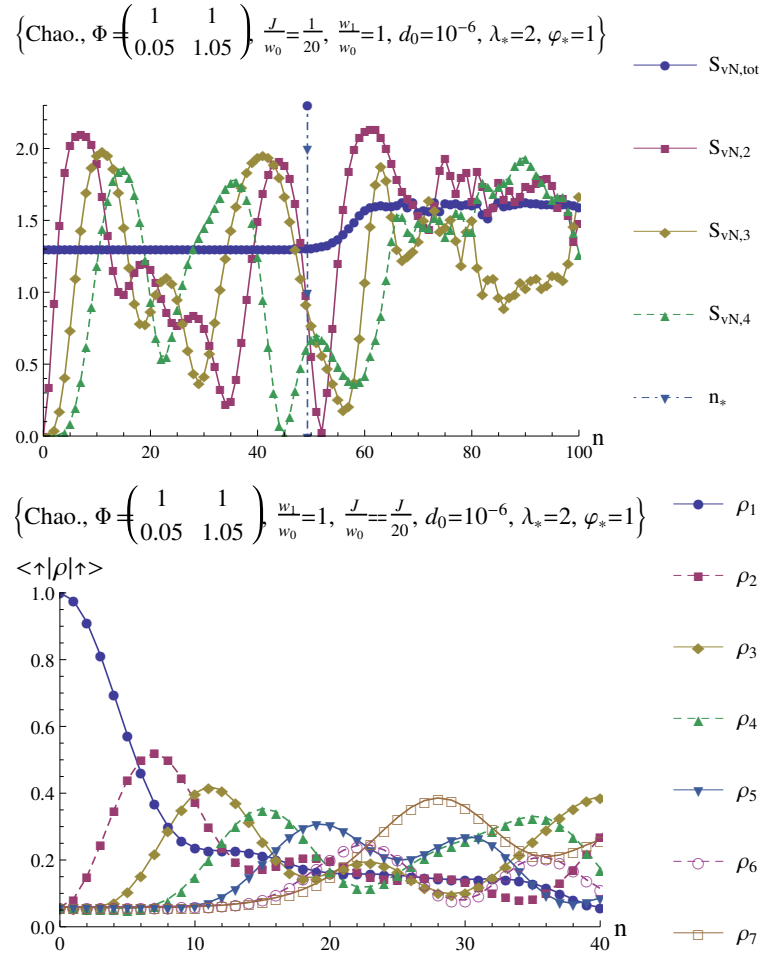 {Chao., Φ=(1 1
0.05 1.05), J/w₀=1/20, w₁/w₀=1, d₀=10⁻⁶, λ*=2, φ*=1}
S_vN,tot
S_vN,2
S_vN,3
S_vN,4
n*
2.0
1.5
1.0
0.5
0.0
0 20 40 60 80 100
n
{Chao., Φ=(1 1
0.05 1.05), w₁/w₀=1, J/w₀==J/20, d₀=10⁻⁶, λ*=2, φ*=1}
<↑|ρ|↑>
1.0
0.8
0.6
0.4
0.2
0.0
0 10 20 30 40
n
ρ₁
ρ₂
ρ₃
ρ₄
ρ₅
ρ₆
ρ₇